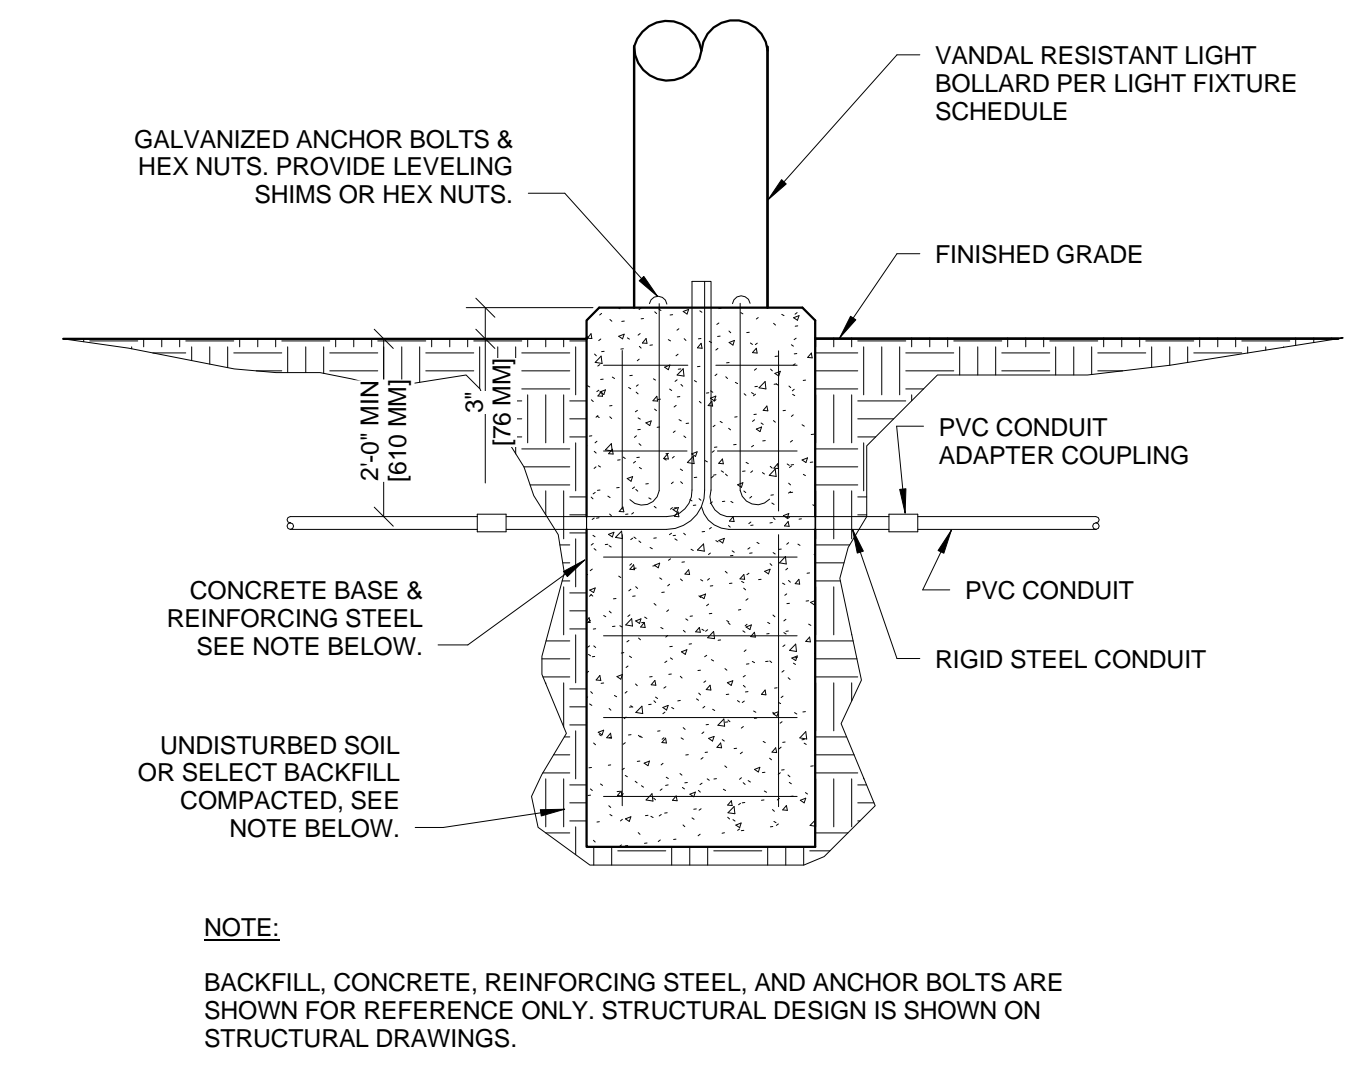 VANDAL RESISTANT LIGHT
BOLLARD PER LIGHT FIXTURE
SCHEDULE
GALVANIZED ANCHOR BOLTS &
HEX NUTS. PROVIDE LEVELING
SHIMS OR HEX NUTS.
FINISHED GRADE
2'-0" MIN
[610 MM]
3"
[76 MM]
PVC CONDUIT
ADAPTER COUPLING
CONCRETE BASE &
REINFORCING STEEL
SEE NOTE BELOW.
PVC CONDUIT
RIGID STEEL CONDUIT
UNDISTURBED SOIL
OR SELECT BACKFILL
COMPACTED, SEE
NOTE BELOW.
NOTE:
BACKFILL, CONCRETE, REINFORCING STEEL, AND ANCHOR BOLTS ARE
SHOWN FOR REFERENCE ONLY. STRUCTURAL DESIGN IS SHOWN ON
STRUCTURAL DRAWINGS.